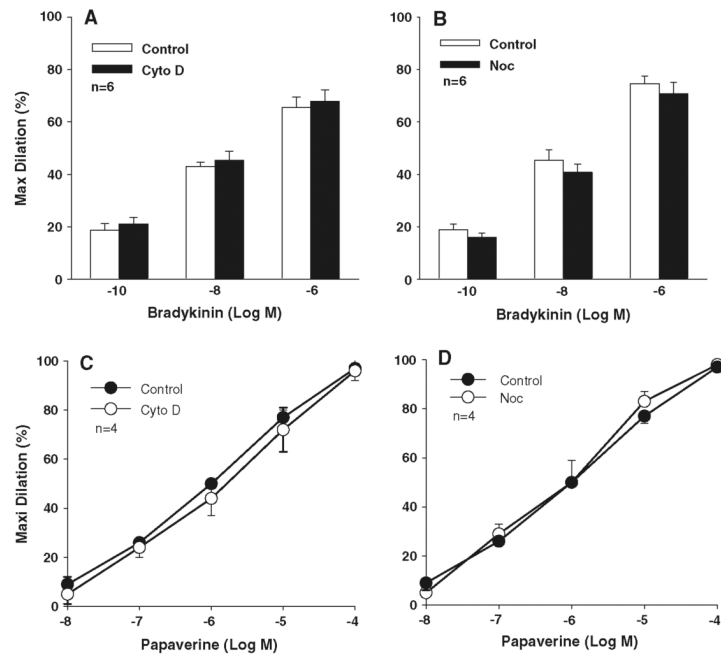 A
Control
Cyto D
n=6
Max Dilation (%)
100
80
60
40
20
0
-10
-8
-6
Bradykinin (Log M)
B
Control
Noc
n=6
100
80
60
40
20
0
-10
-8
-6
Bradykinin (Log M)
C
Control
Cyto D
n=4
Maxi Dilation (%)
100
80
60
40
20
0
-8
-7
-6
-5
-4
Papaverine (Log M)
D
Control
Noc
n=4
100
80
60
40
20
0
-8
-7
-6
-5
-4
Papaverine (Log M)